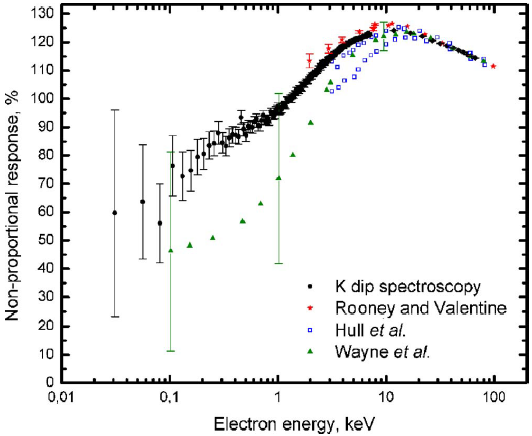 Non-proportional response, %
130
120
110
100
90
80
70
60
50
40
30
20
10
0
K dip spectroscopy
Rooney and Valentine
Hull et al.
Wayne et al.
0,01 0,1 1 10 100
Electron energy, keV